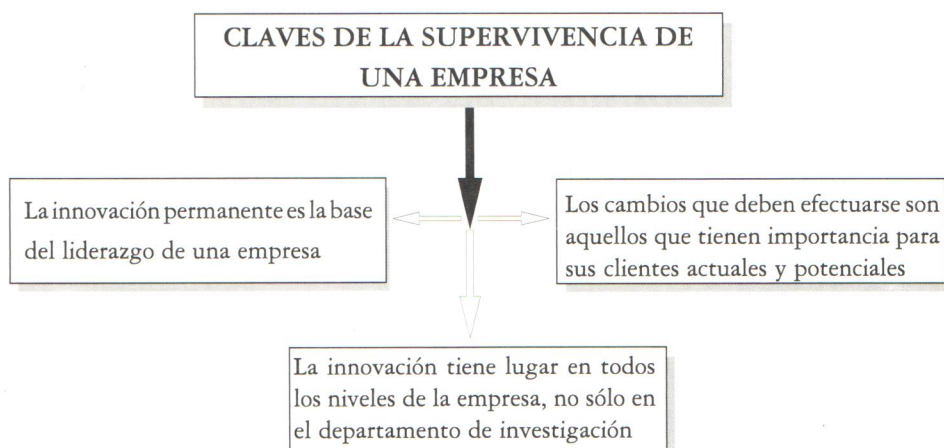 CLAVES DE LA SUPERVIVENCIA DE
UNA EMPRESA
La innovación permanente es la base
del liderazgo de una empresa
Los cambios que deben efectuarse son
aquellos que tienen importancia para
sus clientes actuales y potenciales
La innovación tiene lugar en todos
los niveles de la empresa, no sólo en
el departamento de investigación